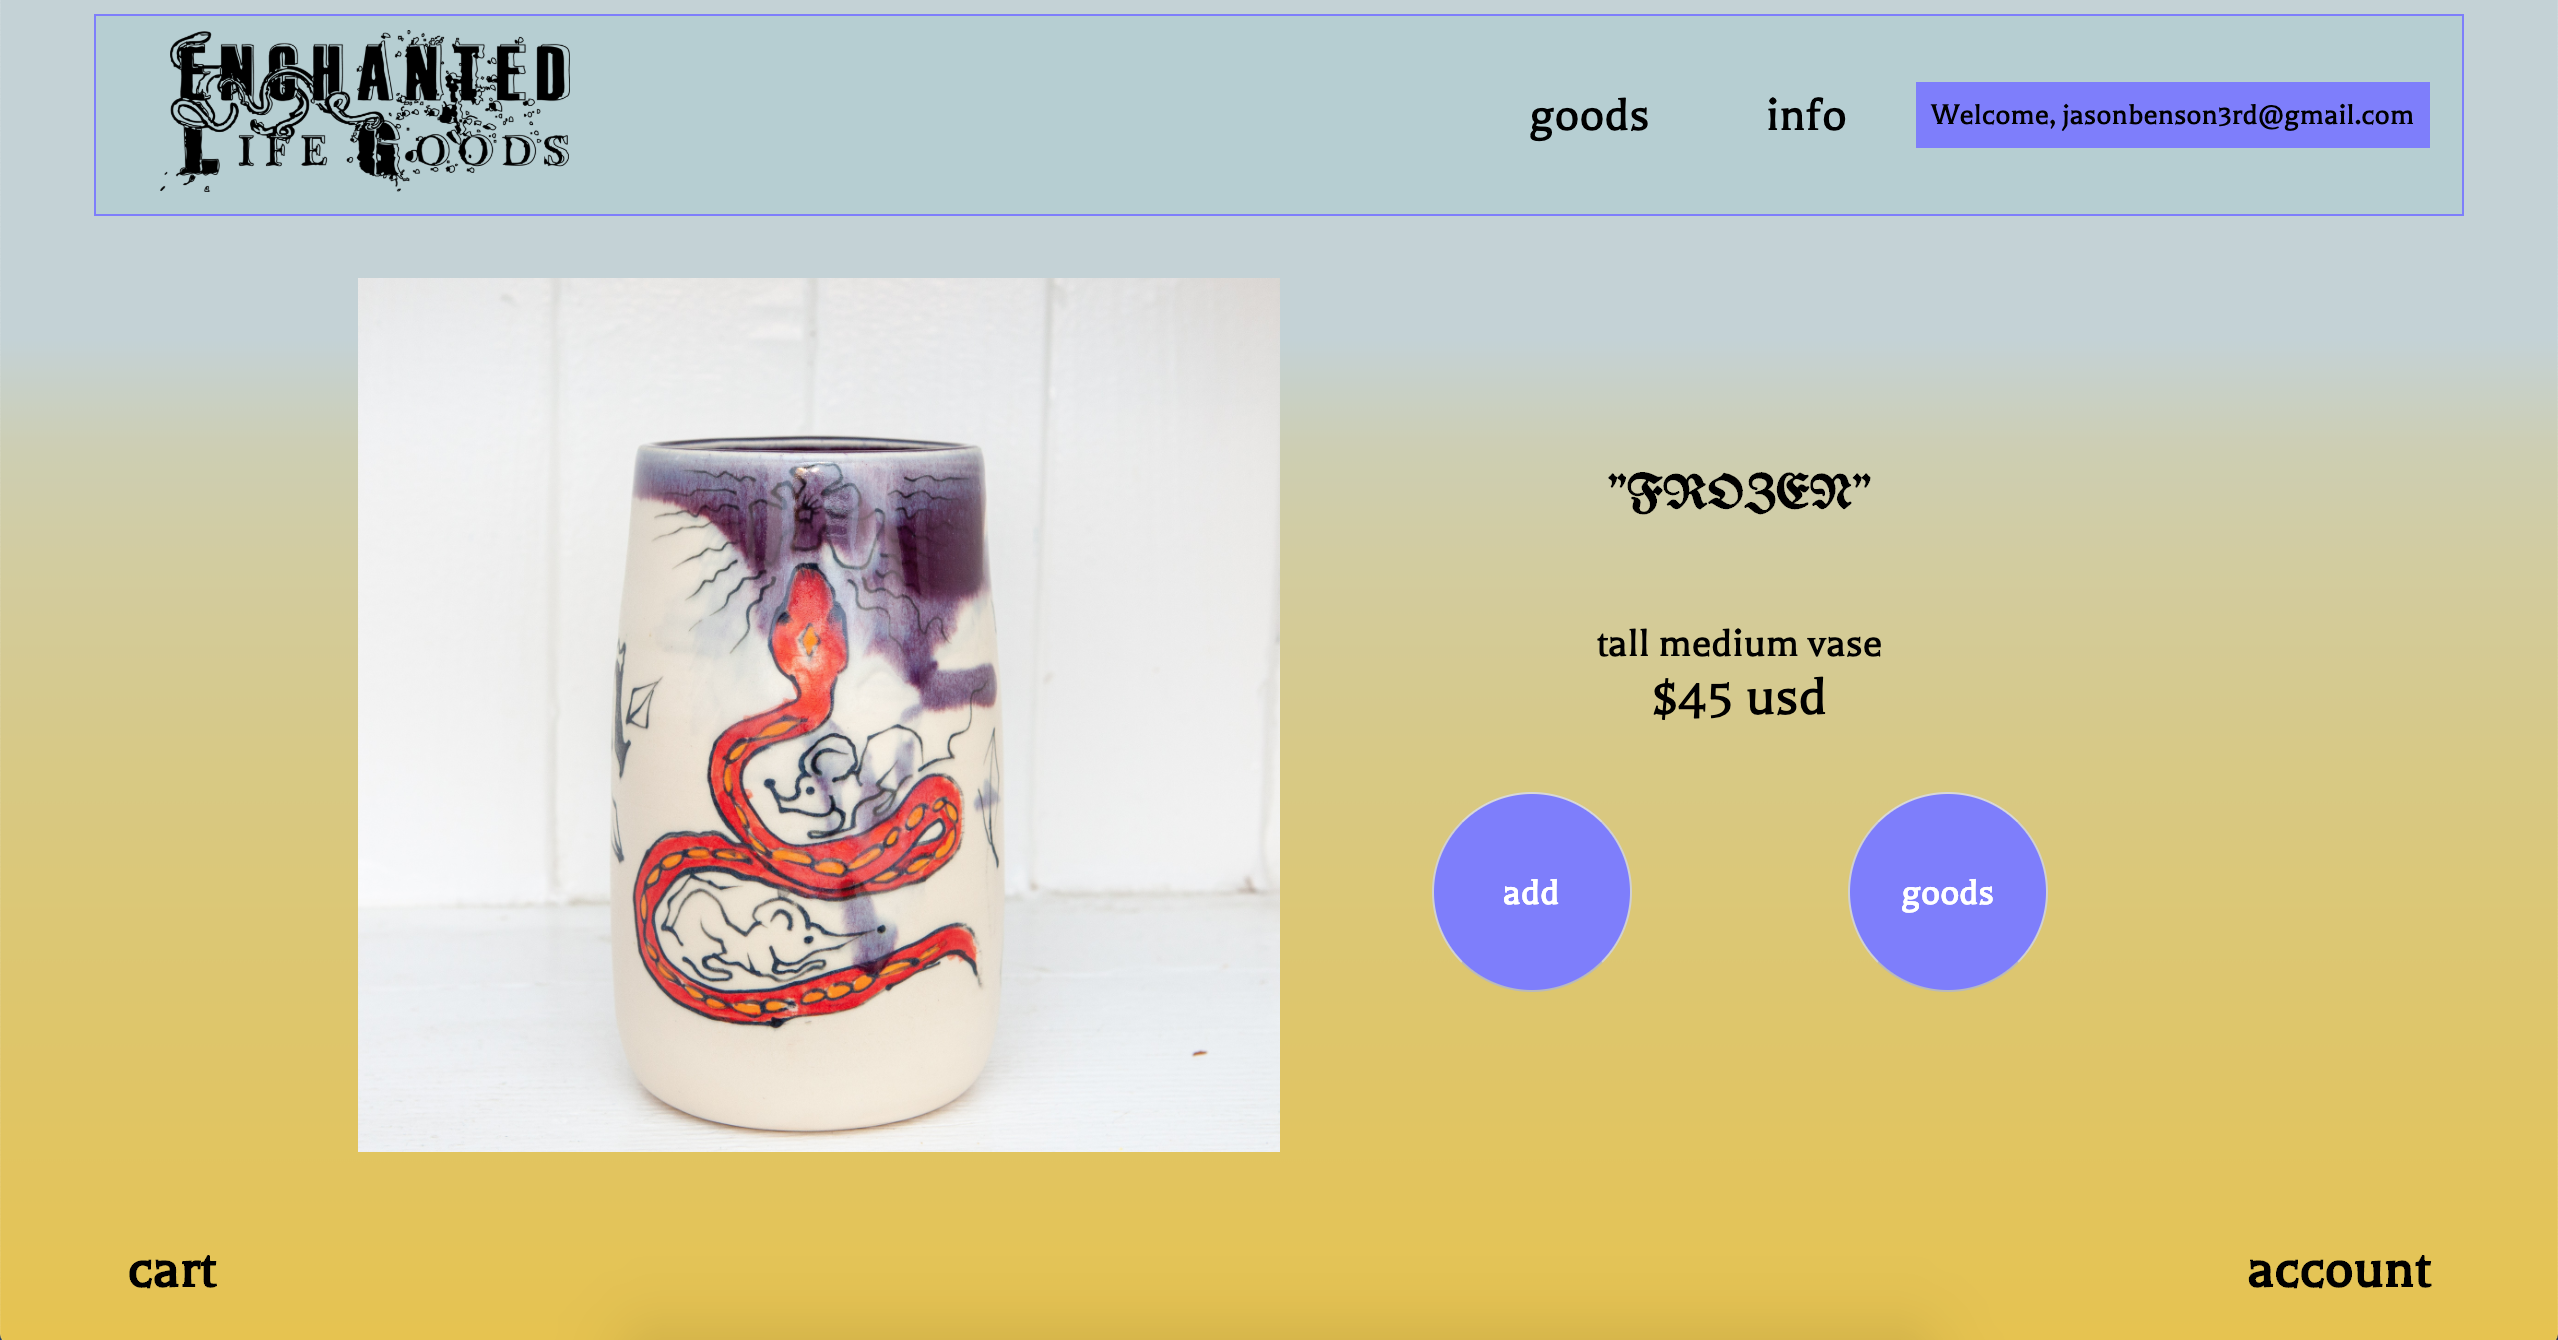 ENCHANTED
LIFE GOODS
goods
info
Welcome, jasonbenson3rd@gmail.com
"FROZEN"
tall medium vase
$45 usd
add
goods
cart
account